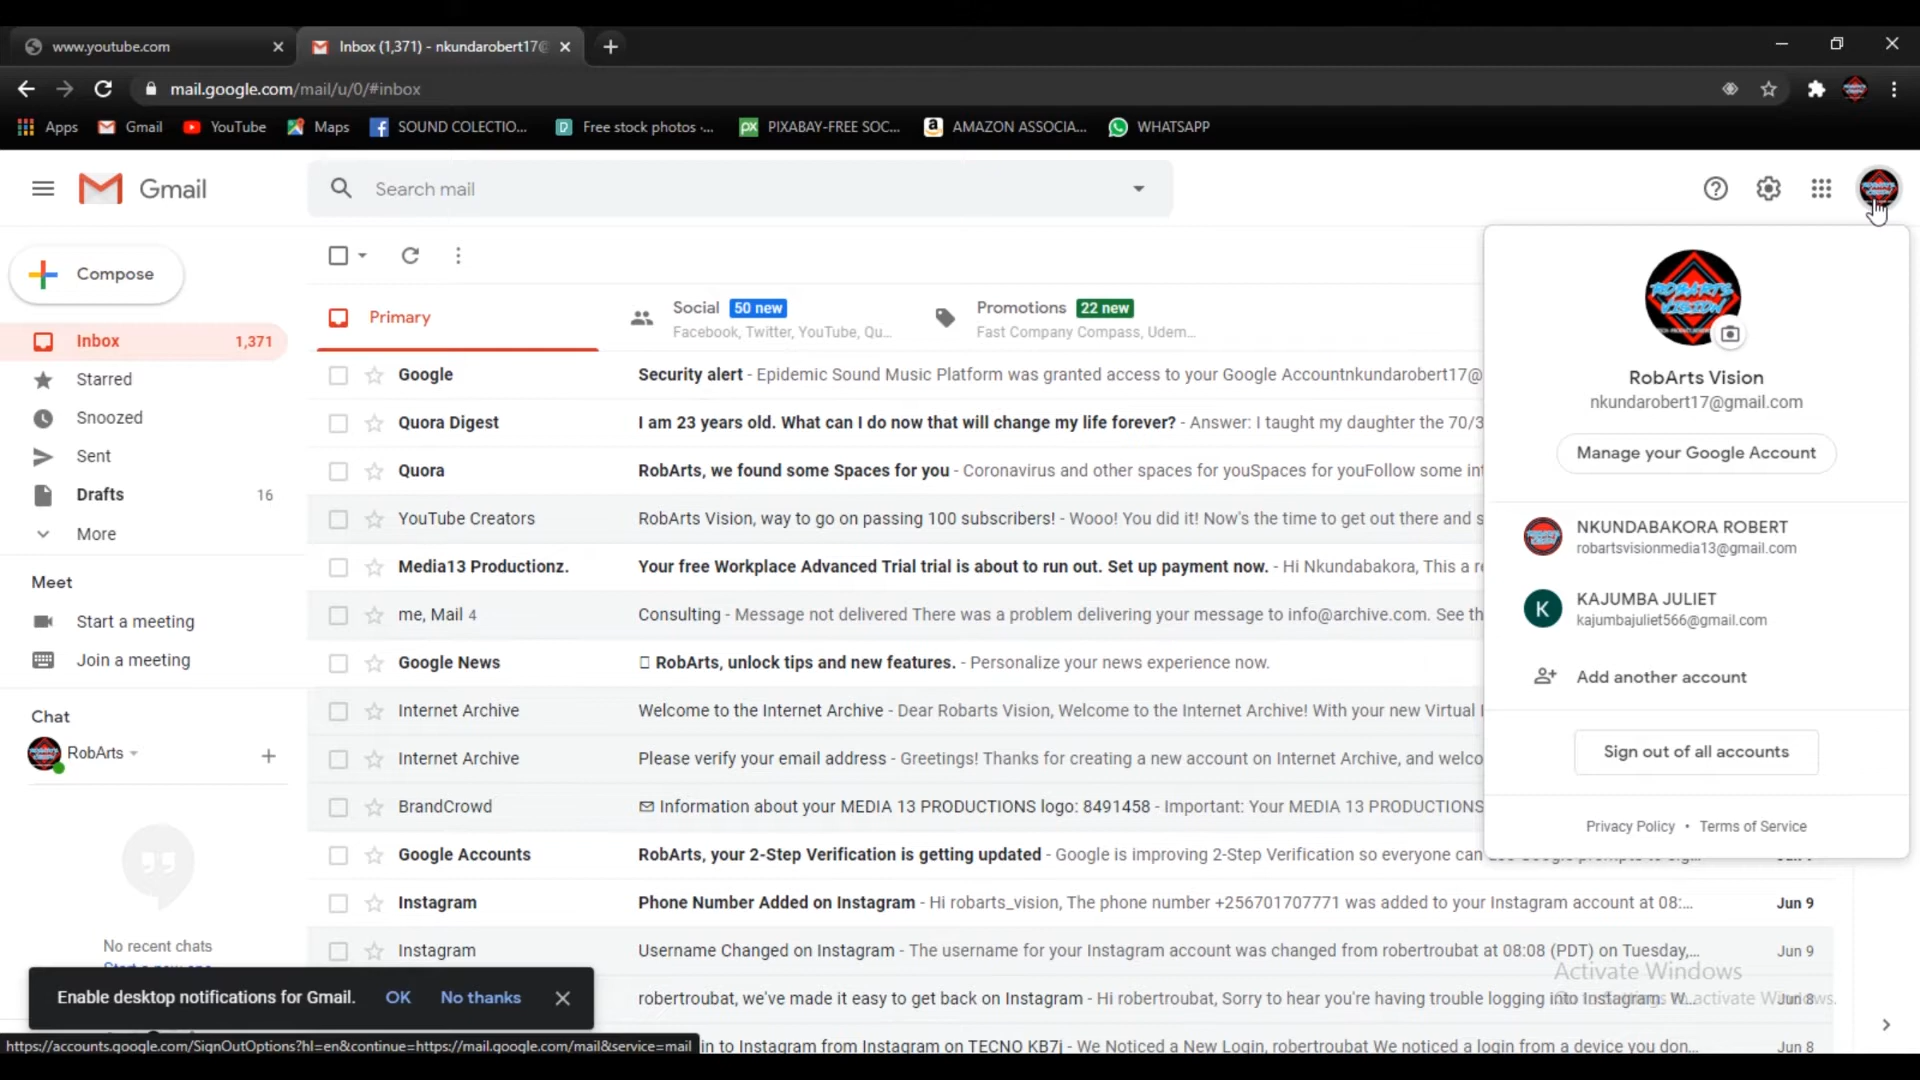 www.youtube.com
Inbox (1,371) - nkundarobert17@
mail.google.com/mail/u/0/#inbox
Apps Gmail YouTube Maps SOUND COLECTIO... Free stock photos ·... PIXABAY-FREE SOC... AMAZON ASSOCIA... WHATSAPP
Gmail
Search mail
Compose
Inbox 1,371
Starred
Snoozed
Sent
Drafts 16
More
Meet
Start a meeting
Join a meeting
Chat
RobArts
No recent chats
Primary
Social 50 new
Facebook, Twitter, YouTube, Qu...
Promotions 22 new
Fast Company Compass, Udem...
Google Security alert - Epidemic Sound Music Platform was granted access to your Google Accountnkundarobert17@
Quora Digest I am 23 years old. What can I do now that will change my life forever? - Answer: I taught my daughter the 70/3
Quora RobArts, we found some Spaces for you - Coronavirus and other spaces for youSpaces for youFollow some in
YouTube Creators RobArts Vision, way to go on passing 100 subscribers! - Wooo! You did it! Now's the time to get out there and s
Media13 Productionz. Your free Workplace Advanced Trial trial is about to run out. Set up payment now. - Hi Nkundabakora, This a r
me, Mail 4 Consulting - Message not delivered There was a problem delivering your message to info@archive.com. See th
Google News RobArts, unlock tips and new features. - Personalize your news experience now.
Internet Archive Welcome to the Internet Archive - Dear Robarts Vision, Welcome to the Internet Archive! With your new Virtual
Internet Archive Please verify your email address - Greetings! Thanks for creating a new account on Internet Archive, and welco
BrandCrowd Information about your MEDIA 13 PRODUCTIONS logo: 8491458 - Important: Your MEDIA 13 PRODUCTIONS
Google Accounts RobArts, your 2-Step Verification is getting updated - Google is improving 2-Step Verification so everyone can
Instagram Phone Number Added on Instagram - Hi robarts_vision, The phone number +256701707771 was added to your Instagram account at 08:... Jun 9
Instagram Username Changed on Instagram - The username for your Instagram account was changed from robertroubat at 08:08 (PDT) on Tuesday,... Jun 9
robertroubat, we've made it easy to get back on Instagram - Hi robertroubat, Sorry to hear you're having trouble logging into Instagram. W... Jun 8
in to Instagram from Instagram on TECNO KB7j - We Noticed a New Login, robertroubat We noticed a login from a device you don... Jun 8
ROBARTS
VISION
RobArts Vision
nkundarobert17@gmail.com
Manage your Google Account
NKUNDABAKORA ROBERT
robartsvisionmedia13@gmail.com
K
KAJUMBA JULIET
kajumbajuliet566@gmail.com
Add another account
Sign out of all accounts
Privacy Policy • Terms of Service
Activate Windows
Enable desktop notifications for Gmail. OK No thanks
https://accounts.google.com/SignOutOptions?hl=en&continue=https://mail.google.com/mail&service=mail